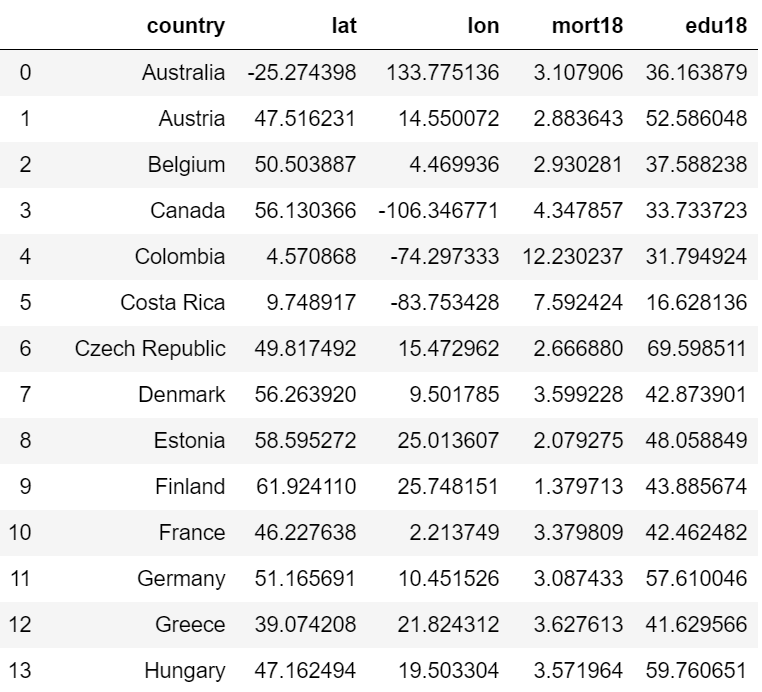 country lat lon mort18 edu18
0 Australia -25.274398 133.775136 3.107906 36.163879
1 Austria 47.516231 14.550072 2.883643 52.586048
2 Belgium 50.503887 4.469936 2.930281 37.588238
3 Canada 56.130366 -106.346771 4.347857 33.733723
4 Colombia 4.570868 -74.297333 12.230237 31.794924
5 Costa Rica 9.748917 -83.753428 7.592424 16.628136
6 Czech Republic 49.817492 15.472962 2.666880 69.598511
7 Denmark 56.263920 9.501785 3.599228 42.873901
8 Estonia 58.595272 25.013607 2.079275 48.058849
9 Finland 61.924110 25.748151 1.379713 43.885674
10 France 46.227638 2.213749 3.379809 42.462482
11 Germany 51.165691 10.451526 3.087433 57.610046
12 Greece 39.074208 21.824312 3.627613 41.629566
13 Hungary 47.162494 19.503304 3.571964 59.760651